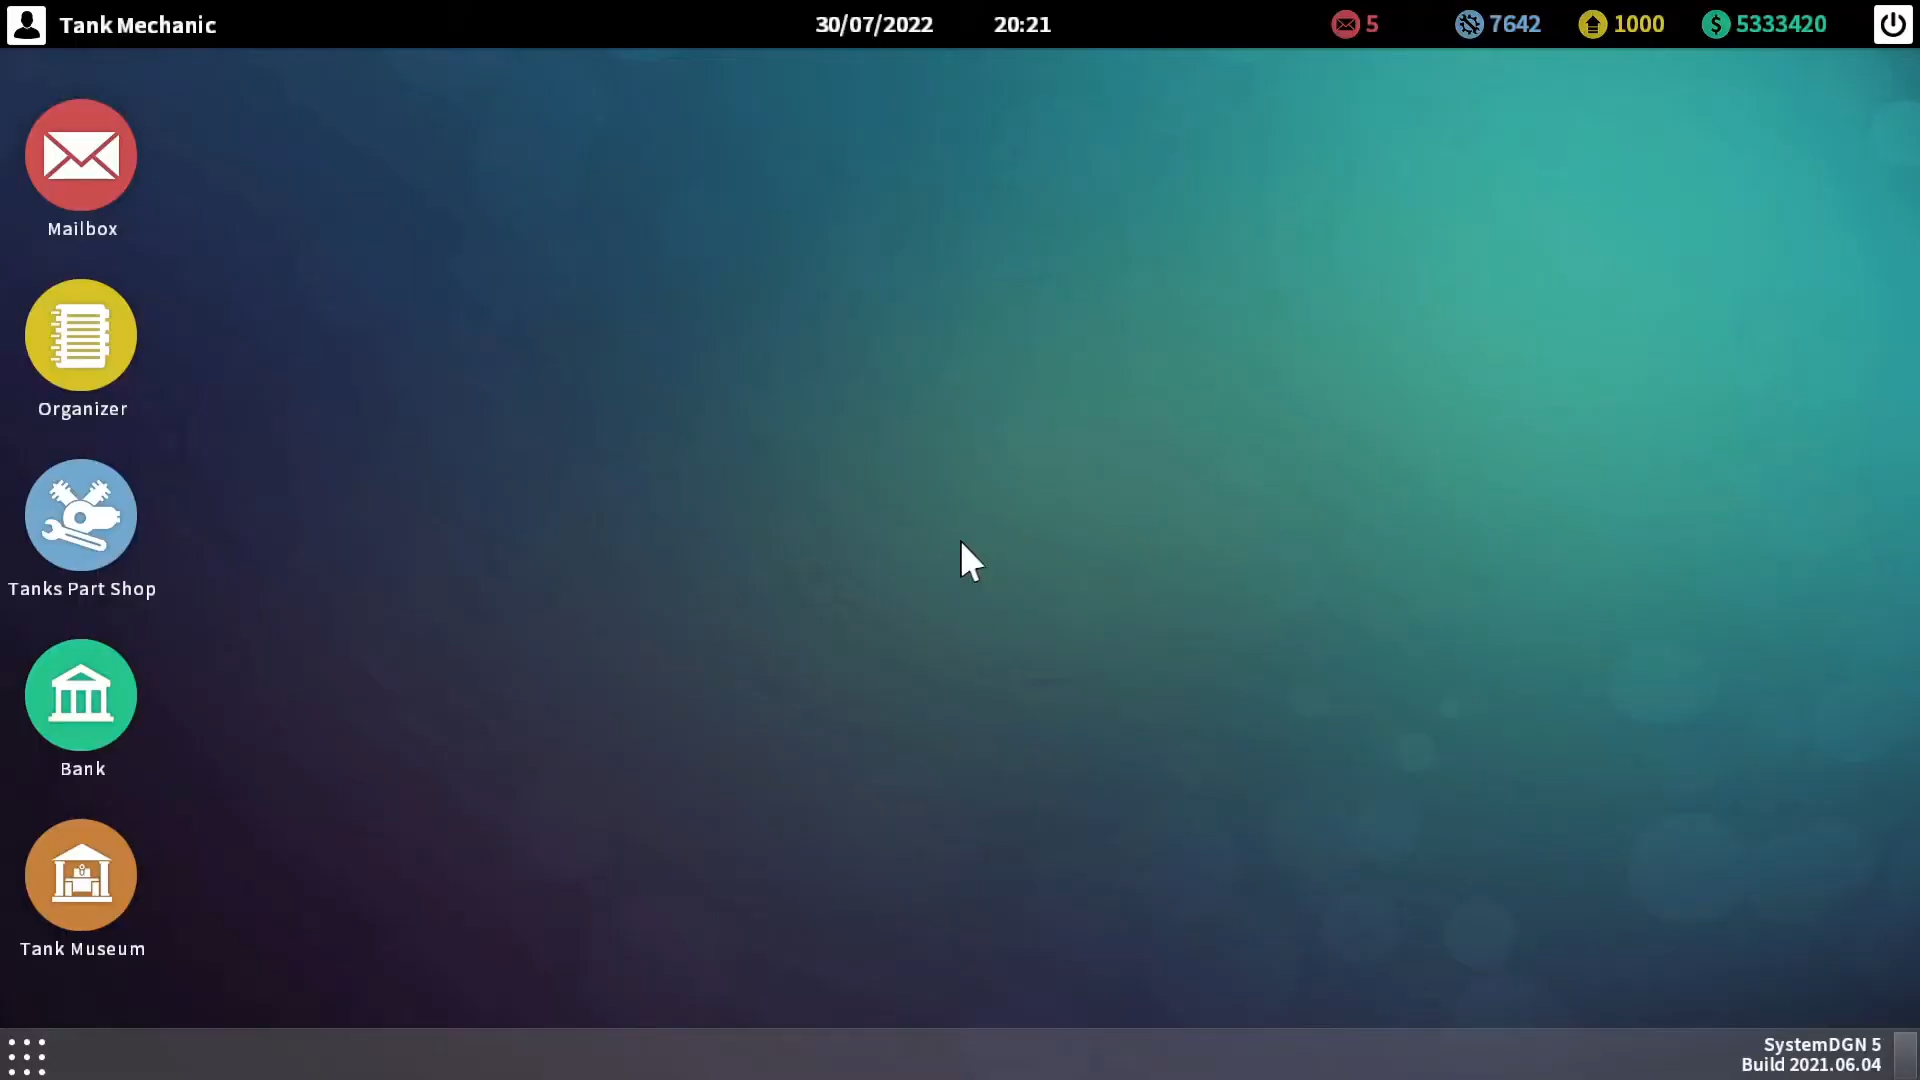 Tank Mechanic
30/07/2022 20:21
5 7642 1000 $ 5333420
Mailbox
Organizer
Tanks Part Shop
Bank
Tank Museum
SystemDGN 5
Build 2021.06.04